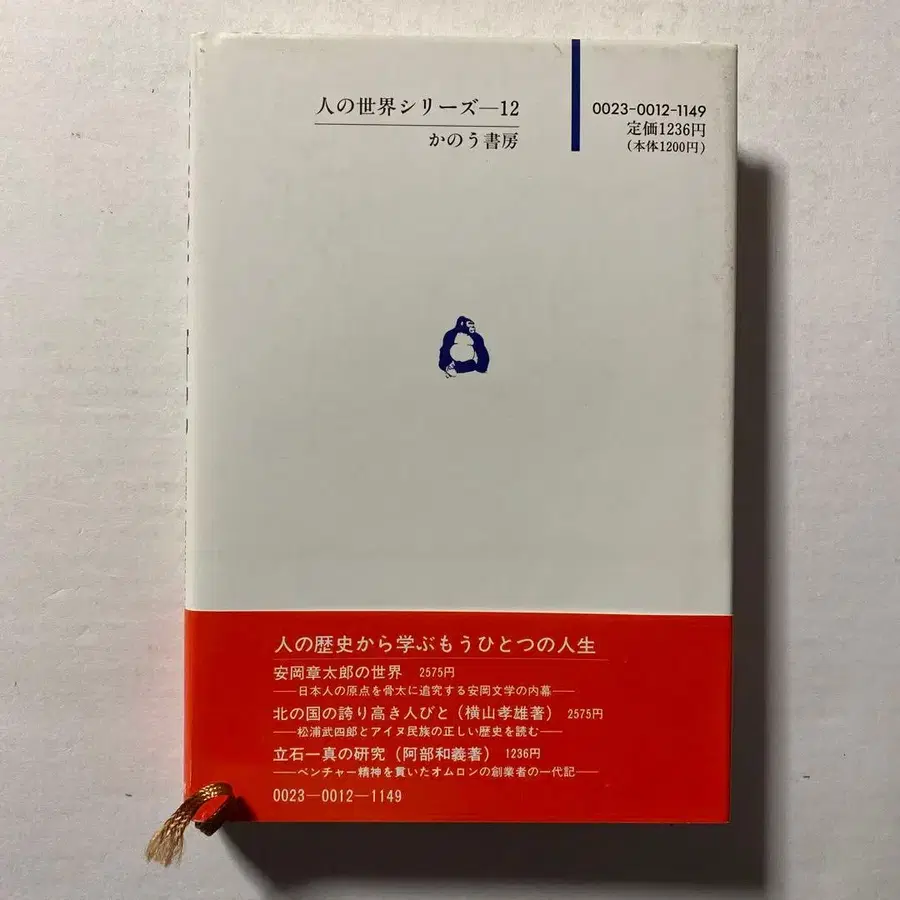 人の世界シリーズ―12
かのう書房
0023-0012-1149
定価1236円
(本体1200円)
人の歴史から学ぶもうひとつの人生
安岡章太郎の世界 2575円
――日本人の原点を骨太に追究する安岡文学の内幕――
北の国の誇り高き人びと(横山孝雄著) 2575円
――松浦武四郎とアイヌ民族の正しい歴史を読む――
立石一真の研究(阿部和義著) 1236円
――ベンチャー精神を貫いたオムロンの創業者の一代記――
0023―0012―1149